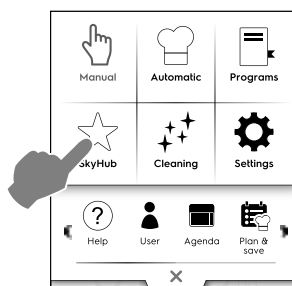 Manual Automatic Programs
SkyHub Cleaning Settings
? Help User Agenda Plan &
save